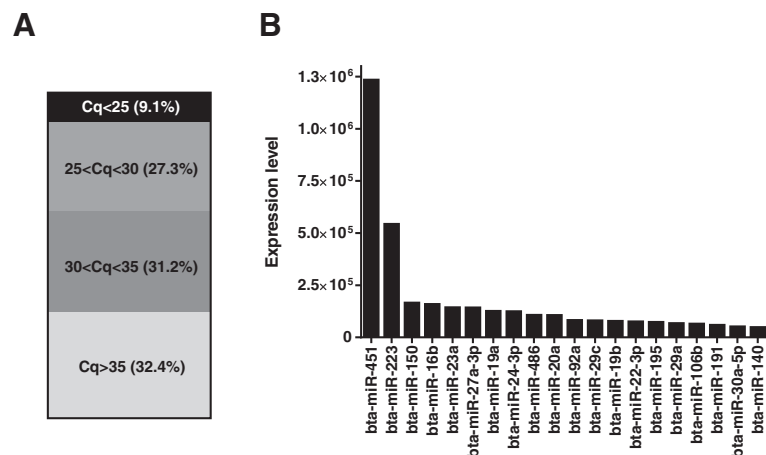 A
Cq<25 (9.1%)
25<Cq<30 (27.3%)
30<Cq<35 (31.2%)
Cq>35 (32.4%)
B
Expression level
1.3×10⁶
1.0×10⁶
7.5×10⁵
5.0×10⁵
2.5×10⁵
0
bta-miR-451
bta-miR-223
bta-miR-150
bta-miR-16b
bta-miR-23a
bta-miR-27a-3p
bta-miR-19a
bta-miR-24-3p
bta-miR-486
bta-miR-20a
bta-miR-92a
bta-miR-29c
bta-miR-19b
bta-miR-22-3p
bta-miR-195
bta-miR-29a
bta-miR-106b
bta-miR-191
bta-miR-30a-5p
bta-miR-140